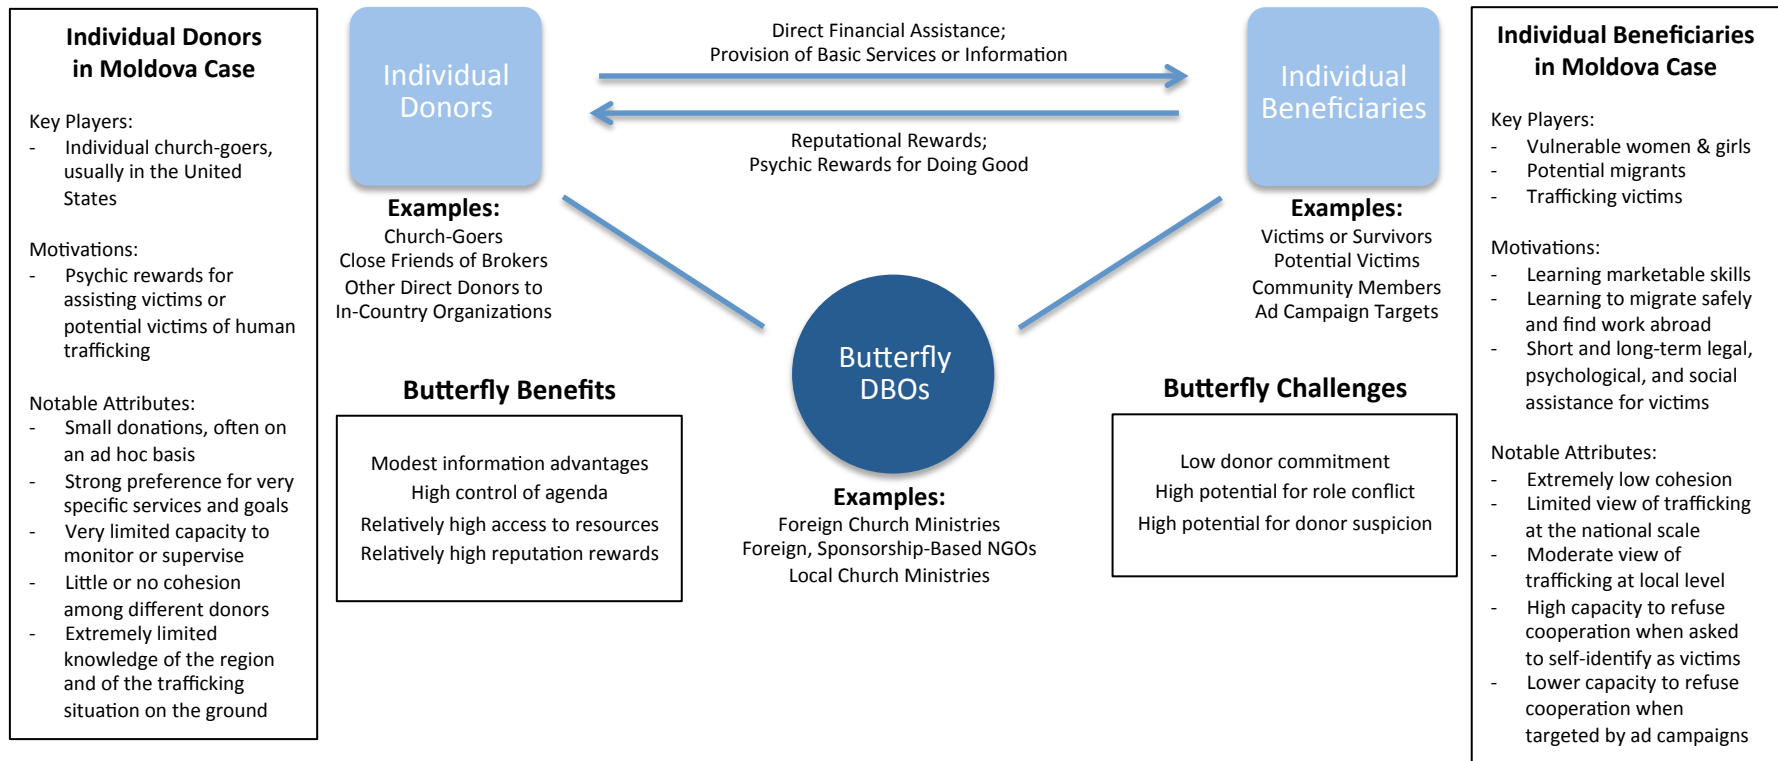 Individual Donors
in Moldova Case
Key Players:
- Individual church-goers,
usually in the United
States
Motivations:
- Psychic rewards for
assisting victims or
potential victims of human
trafficking
Notable Attributes:
- Small donations, often on
an ad hoc basis
- Strong preference for very
specific services and goals
- Very limited capacity to
monitor or supervise
- Little or no cohesion
among different donors
- Extremely limited
knowledge of the region
and of the trafficking
situation on the ground
Individual
Donors
Direct Financial Assistance;
Provision of Basic Services or Information
Reputational Rewards;
Psychic Rewards for Doing Good
Individual
Beneficiaries
Examples:
Church-Goers
Close Friends of Brokers
Other Direct Donors to
In-Country Organizations
Examples:
Victims or Survivors
Potential Victims
Community Members
Ad Campaign Targets
Butterfly
DBOs
Examples:
Foreign Church Ministries
Foreign, Sponsorship-Based NGOs
Local Church Ministries
Butterfly Benefits
Modest information advantages
High control of agenda
Relatively high access to resources
Relatively high reputation rewards
Butterfly Challenges
Low donor commitment
High potential for role conflict
High potential for donor suspicion
Individual Beneficiaries
in Moldova Case
Key Players:
- Vulnerable women & girls
- Potential migrants
- Trafficking victims
Motivations:
- Learning marketable skills
- Learning to migrate safely
and find work abroad
- Short and long-term legal,
psychological, and social
assistance for victims
Notable Attributes:
- Extremely low cohesion
- Limited view of trafficking
at the national scale
- Moderate view of
trafficking at local level
- High capacity to refuse
cooperation when asked
to self-identify as victims
- Lower capacity to refuse
cooperation when
targeted by ad campaigns